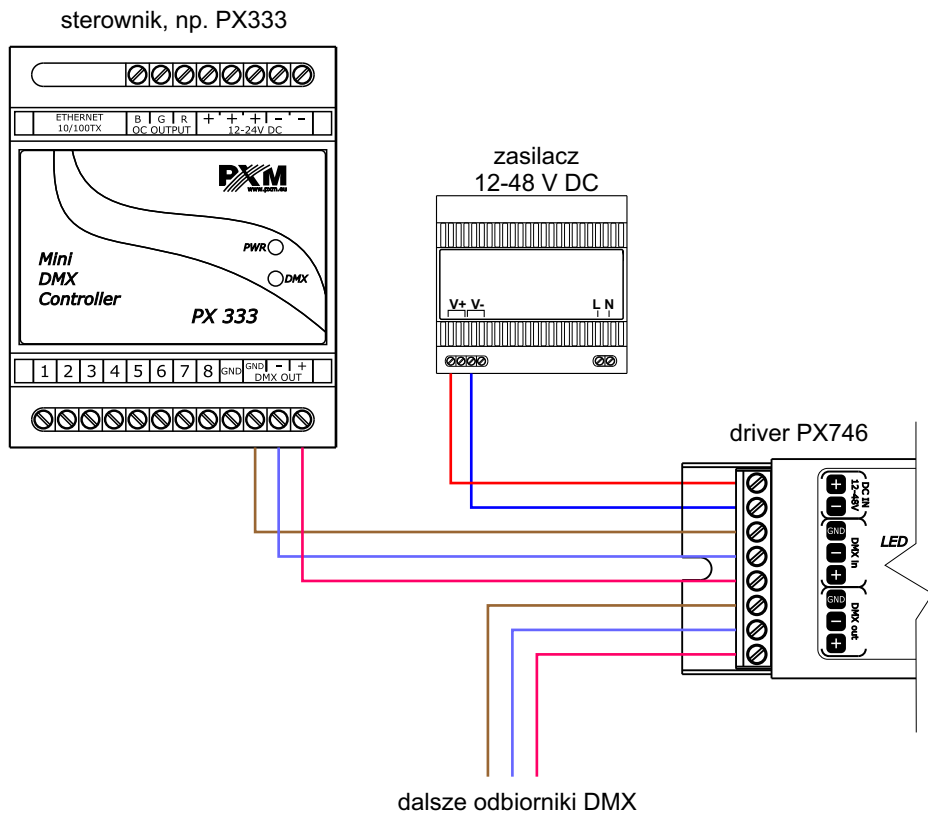 sterownik, np. PX333
ETHERNET
10/100TX
B G R
OC OUTPUT
+ + + - -
12-24V DC
PXM
www.pxm.eu
PWR
DMX
Mini
DMX
Controller
PX 333
1 2 3 4 5 6 7 8 GND GND - +
DMX OUT
zasilacz
12-48 V DC
V+ V-
L N
driver PX746
+
-
DC IN
12-48V
GND
-
+
DMX in
GND
-
+
DMX out
LED
dalsze odbiorniki DMX